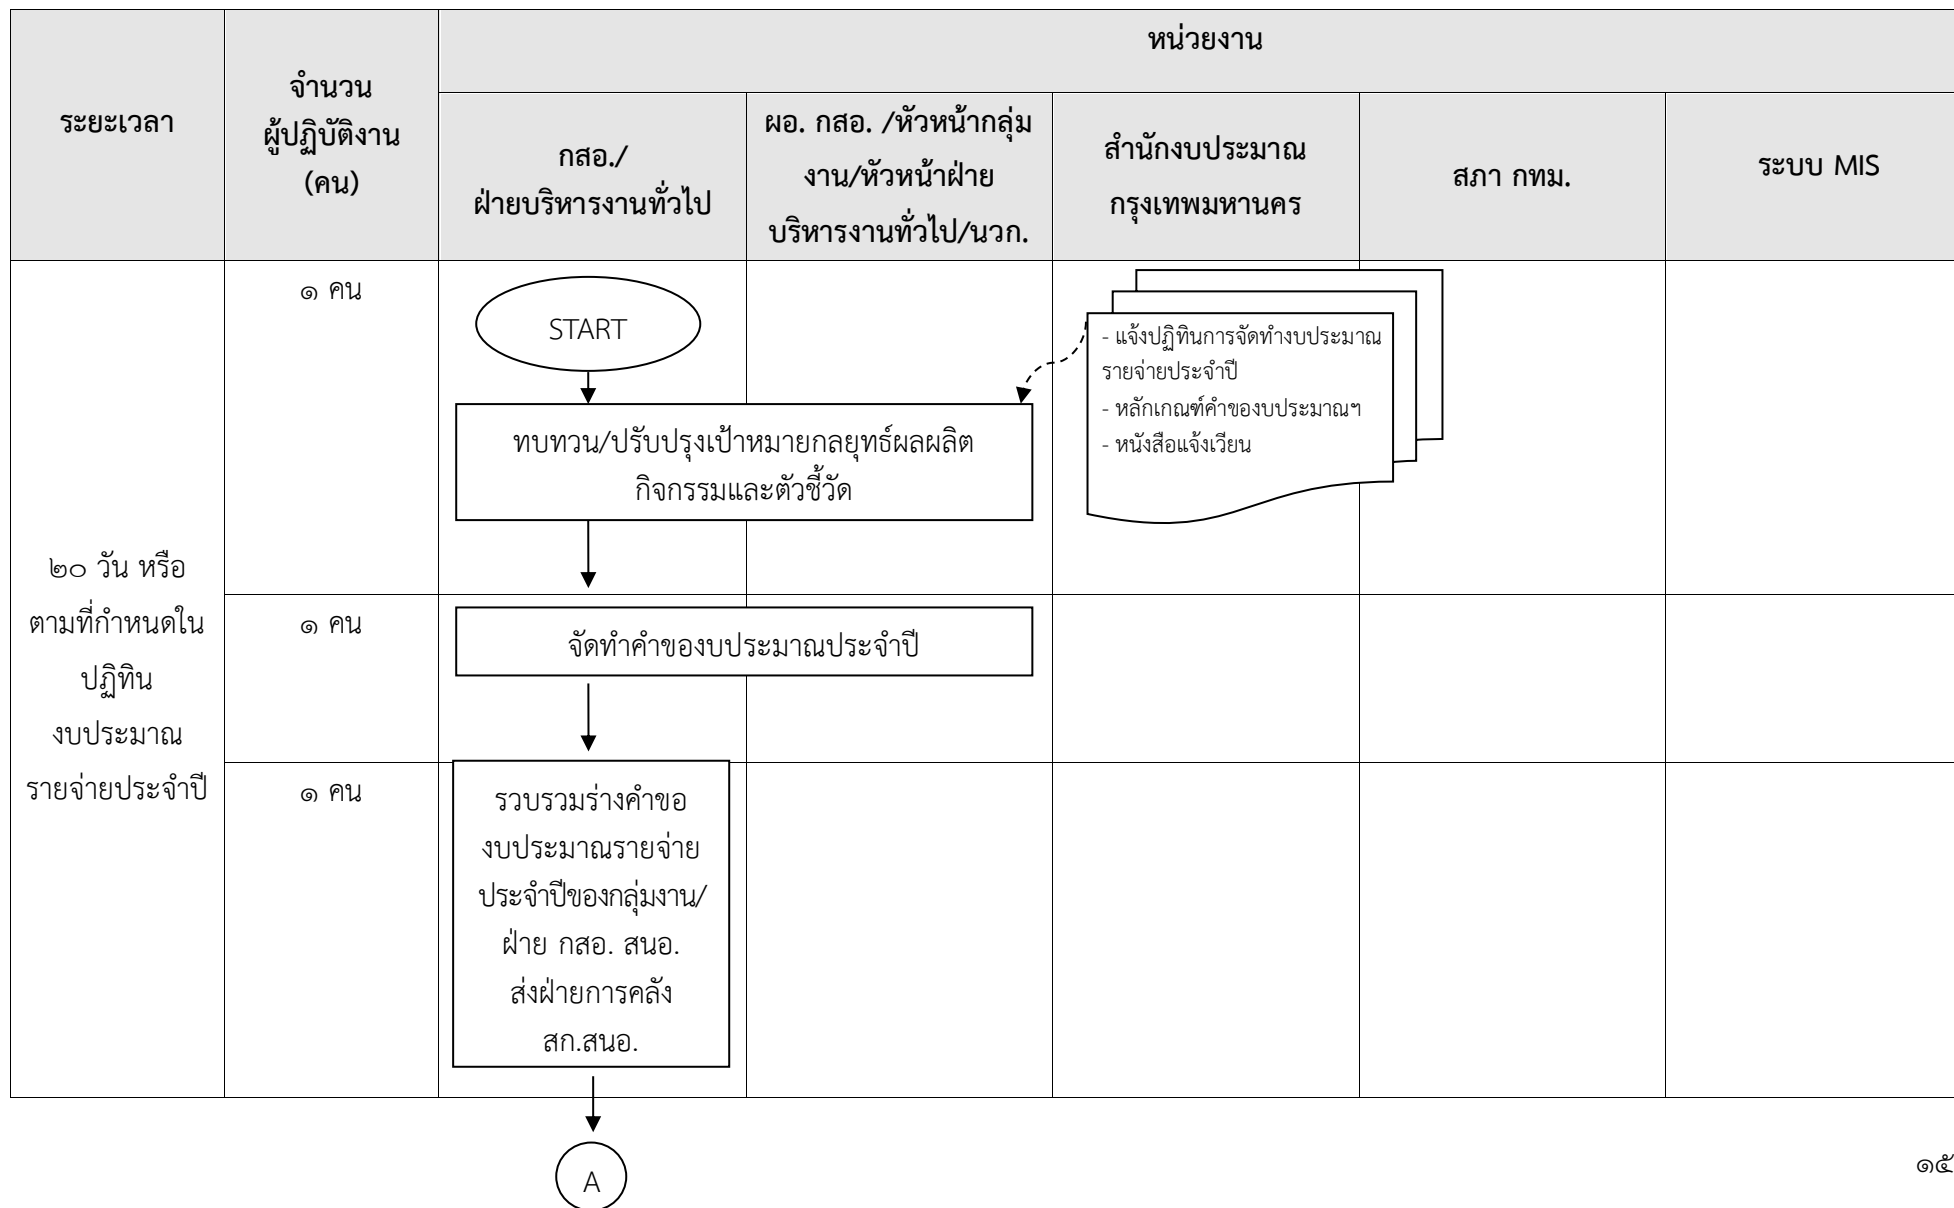 หน่วยงาน
ระยะเวลา
จำนวน
ผู้ปฏิบัติงาน
(คน)
กสอ./
ฝ่ายบริหารงานทั่วไป
ผอ. กสอ. /หัวหน้ากลุ่ม
งาน/หัวหน้าฝ่าย
บริหารงานทั่วไป/นวก.
สำนักงบประมาณ
กรุงเทพมหานคร
สภา กทม.
ระบบ MIS
๒๐ วัน หรือ
ตามที่กำหนดใน
ปฏิทิน
งบประมาณ
รายจ่ายประจำปี
๑ คน
START
- แจ้งปฏิทินการจัดทำงบประมาณ
รายจ่ายประจำปี
- หลักเกณฑ์คำของบประมาณฯ
- หนังสือแจ้งเวียน
ทบทวน/ปรับปรุงเป้าหมายกลยุทธ์ผลผลิต
กิจกรรมและตัวชี้วัด
๑ คน
จัดทำคำของบประมาณประจำปี
๑ คน
รวบรวมร่างคำขอ
งบประมาณรายจ่าย
ประจำปีของกลุ่มงาน/
ฝ่าย กสอ. สนอ.
ส่งฝ่ายการคลัง
สก.สนอ.
A
๑๕